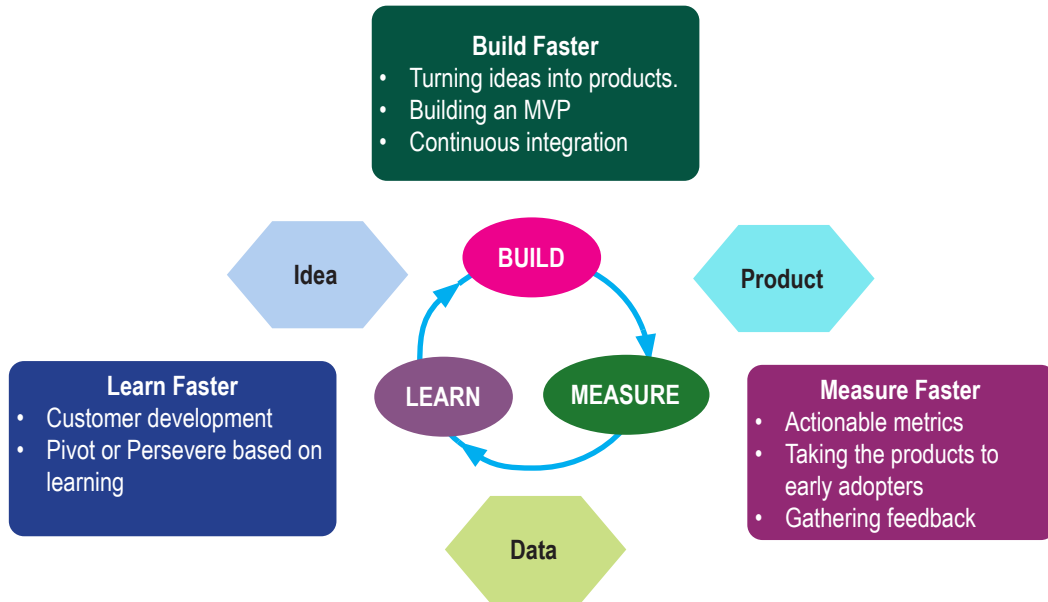 Build Faster
• Turning ideas into products.
• Building an MVP
• Continuous integration
Idea
BUILD
Product
Learn Faster
• Customer development
• Pivot or Persevere based on
learning
LEARN
MEASURE
Measure Faster
• Actionable metrics
• Taking the products to
early adopters
• Gathering feedback
Data